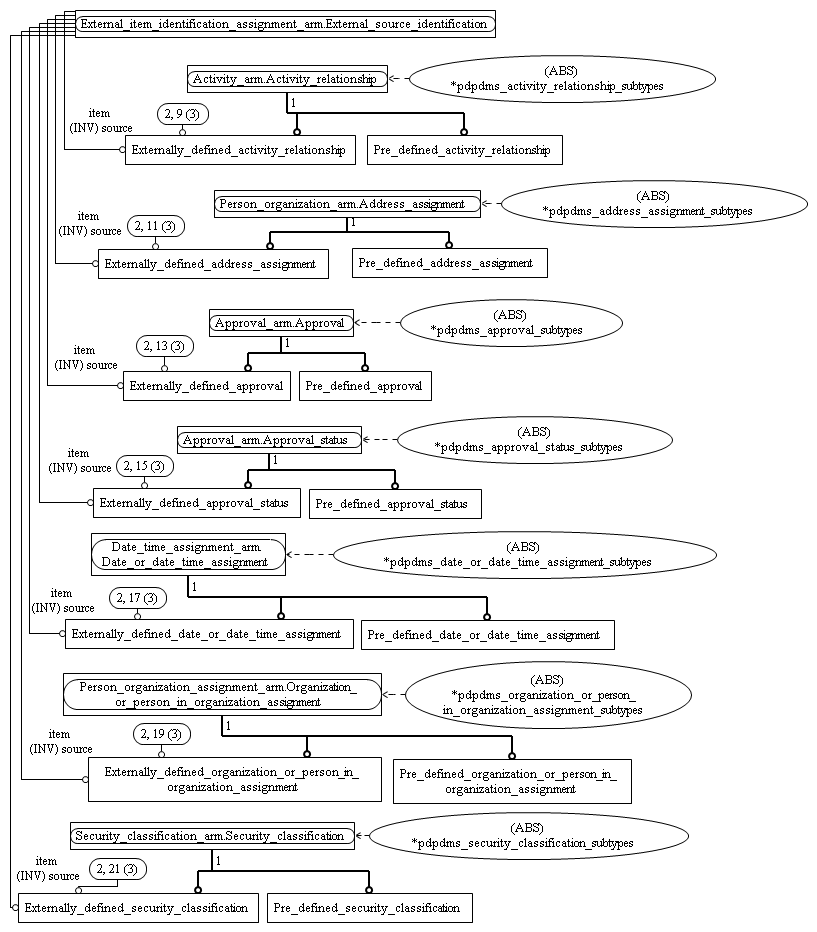 External_item_identification_assignment_arm.External_source_identification
Activity_arm.Activity_relationship
(ABS)
*pdpdms_activity_relationship_subtypes
1
item
(INV) source
2, 9 (3)
Externally_defined_activity_relationship
Pre_defined_activity_relationship
Person_organization_arm.Address_assignment
(ABS)
*pdpdms_address_assignment_subtypes
1
item
(INV) source
2, 11 (3)
Externally_defined_address_assignment
Pre_defined_address_assignment
Approval_arm.Approval
(ABS)
*pdpdms_approval_subtypes
1
item
(INV) source
2, 13 (3)
Externally_defined_approval
Pre_defined_approval
Approval_arm.Approval_status
(ABS)
*pdpdms_approval_status_subtypes
1
item
(INV) source
2, 15 (3)
Externally_defined_approval_status
Pre_defined_approval_status
Date_time_assignment_arm.
Date_or_date_time_assignment
(ABS)
*pdpdms_date_or_date_time_assignment_subtypes
1
item
(INV) source
2, 17 (3)
Externally_defined_date_or_date_time_assignment
Pre_defined_date_or_date_time_assignment
Person_organization_assignment_arm.Organization_
or_person_in_organization_assignment
(ABS)
*pdpdms_organization_or_person_
in_organization_assignment_subtypes
1
item
(INV) source
2, 19 (3)
Externally_defined_organization_or_person_in_
organization_assignment
Pre_defined_organization_or_person_in_
organization_assignment
Security_classification_arm.Security_classification
(ABS)
*pdpdms_security_classification_subtypes
1
item
(INV) source
2, 21 (3)
Externally_defined_security_classification
Pre_defined_security_classification